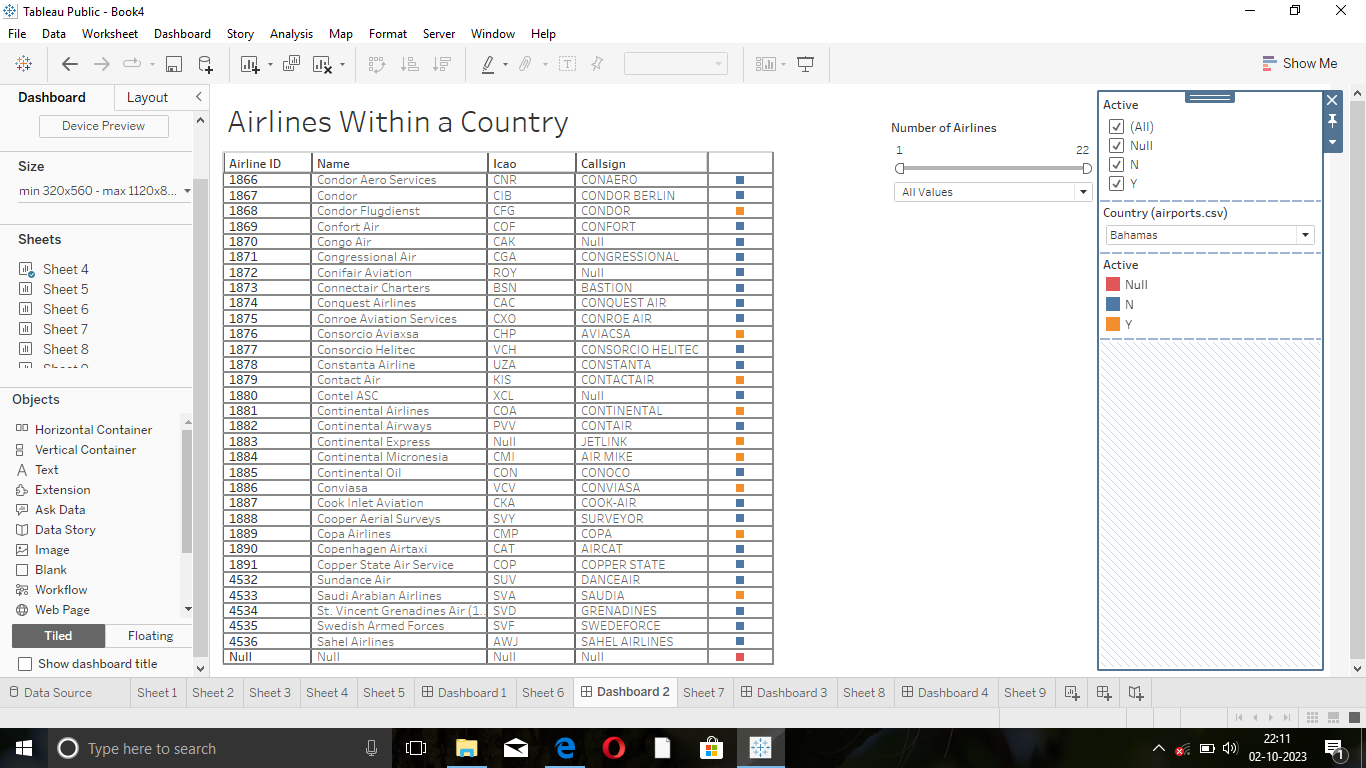 Tableau Public - Book4
File Data Worksheet Dashboard Story Analysis Map Format Server Window Help
Show Me
Dashboard Layout
Device Preview
Size
min 320x560 - max 1120x8...
Sheets
Sheet 4
Sheet 5
Sheet 6
Sheet 7
Sheet 8
Objects
Horizontal Container
Vertical Container
Text
Extension
Ask Data
Data Story
Image
Blank
Workflow
Web Page
Tiled Floating
Show dashboard title
Airlines Within a Country
Airline ID Name Icao Callsign
1866 Condor Aero Services CNR CONAERO
1867 Condor CIB CONDOR BERLIN
1868 Condor Flugdienst CFG CONDOR
1869 Confort Air COF CONFORT
1870 Congo Air CAK Null
1871 Congressional Air CGA CONGRESSIONAL
1872 Conifair Aviation ROY Null
1873 Connectair Charters BSN BASTION
1874 Conquest Airlines CAC CONQUEST AIR
1875 Conroe Aviation Services CXO CONROE AIR
1876 Consorcio Aviaxsa CHP AVIACSA
1877 Consorcio Helitec VCH CONSORCIO HELITEC
1878 Constanta Airline UZA CONSTANTA
1879 Contact Air KIS CONTACTAIR
1880 Contel ASC XCL Null
1881 Continental Airlines COA CONTINENTAL
1882 Continental Airways PVV CONTAIR
1883 Continental Express Null JETLINK
1884 Continental Micronesia CMI AIR MIKE
1885 Continental Oil CON CONOCO
1886 Conviasa VCV CONVIASA
1887 Cook Inlet Aviation CKA COOK-AIR
1888 Cooper Aerial Surveys SVY SURVEYOR
1889 Copa Airlines CMP COPA
1890 Copenhagen Airtaxi CAT AIRCAT
1891 Copper State Air Service COP COPPER STATE
4532 Sundance Air SUV DANCEAIR
4533 Saudi Arabian Airlines SVA SAUDIA
4534 St. Vincent Grenadines Air (1.. SVD GRENADINES
4535 Swedish Armed Forces SVF SWEDEFORCE
4536 Sahel Airlines AWJ SAHEL AIRLINES
Null Null Null Null
Number of Airlines
1 22
All Values
Active
(All)
Null
N
Y
Country (airports.csv)
Bahamas
Active
Null
N
Y
Data Source Sheet 1 Sheet 2 Sheet 3 Sheet 4 Sheet 5 Dashboard 1 Sheet 6 Dashboard 2 Sheet 7 Dashboard 3 Sheet 8 Dashboard 4 Sheet 9
Type here to search
22:11
02-10-2023
1